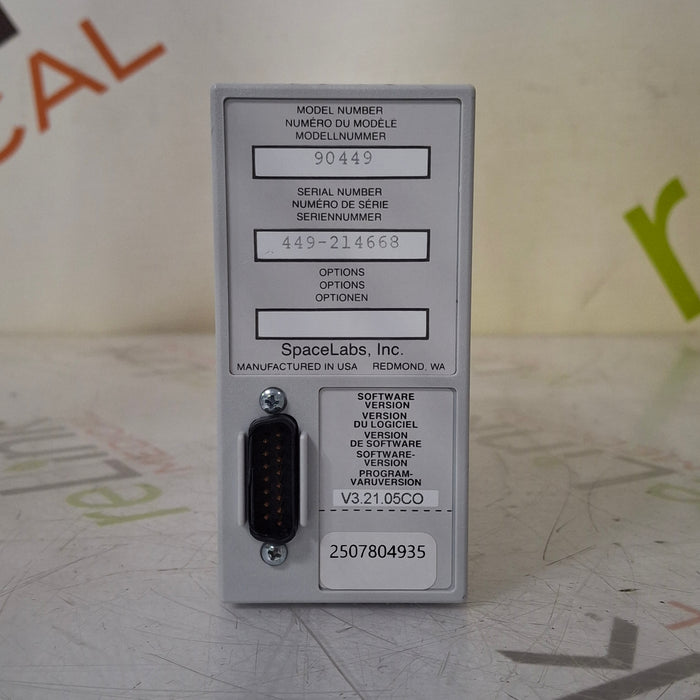 CAL
MODEL NUMBER
NUMÉRO DU MODÈLE
MODELLNUMMER
90449
SERIAL NUMBER
NUMÉRO DE SÉRIE
SERIENNUMMER
449-214668
OPTIONS
OPTIONS
OPTIONEN
SpaceLabs, Inc.
MANUFACTURED IN USA REDMOND, WA
SOFTWARE
VERSION
VERSION
DU LOGICIEL
VERSION
DE SOFTWARE
SOFTWARE-
VERSION
PROGRAM-
VARUVERSION
V3.21.05CO
2507804935